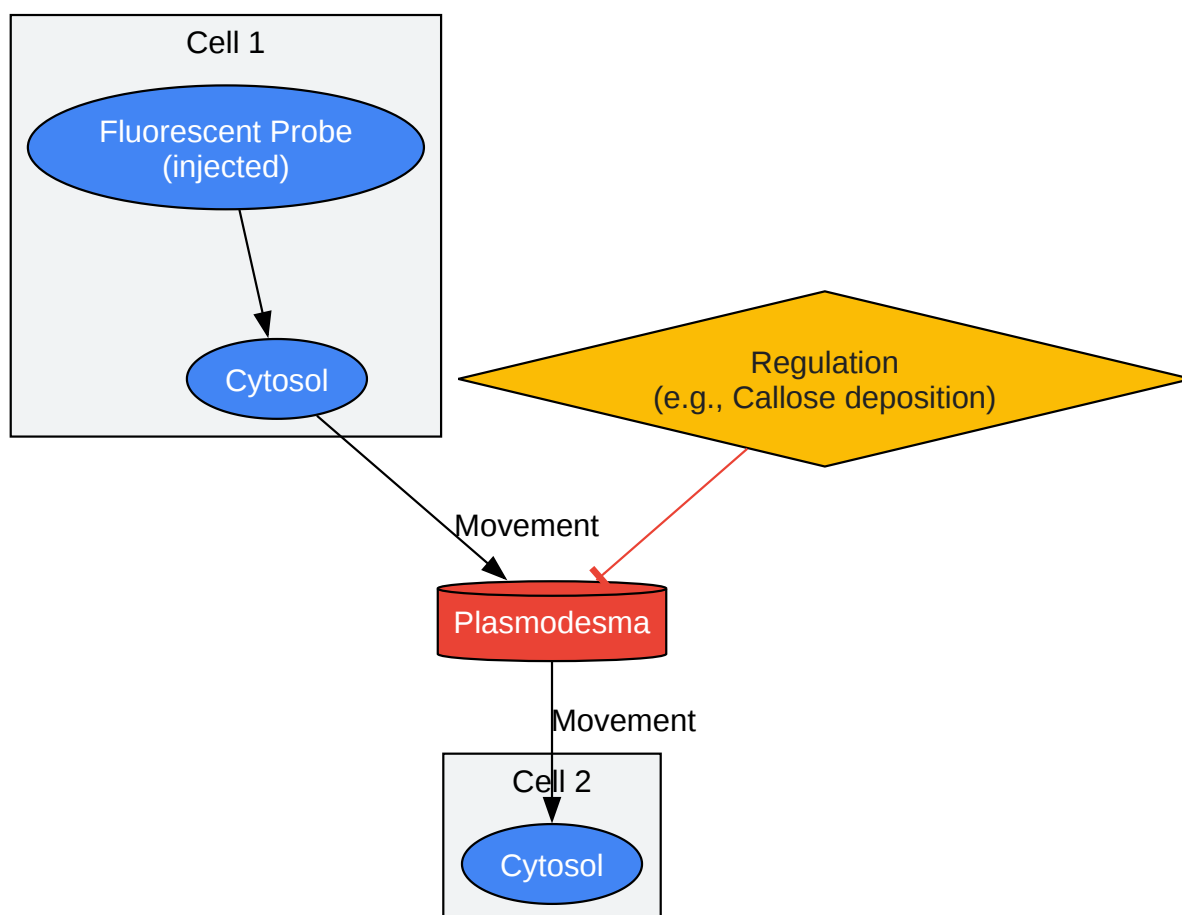 Cell 1
Fluorescent Probe
(injected)
Cytosol
Regulation
(e.g., Callose deposition)
Movement
Plasmodesma
Movement
Cell 2
Cytosol